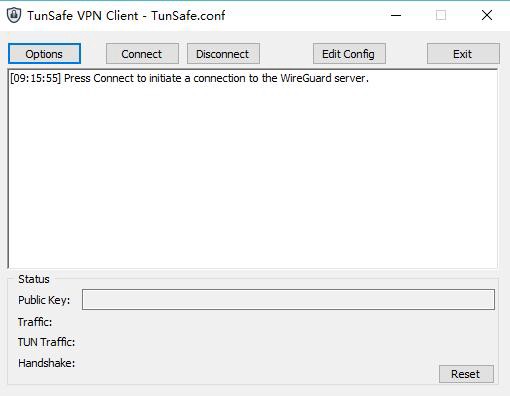 TunSafe VPN Client - TunSafe.conf
Options Connect Disconnect Edit Config Exit
[09:15:55] Press Connect to initiate a connection to the WireGuard server.
Status
Public Key:
Traffic:
TUN Traffic:
Handshake:
Reset